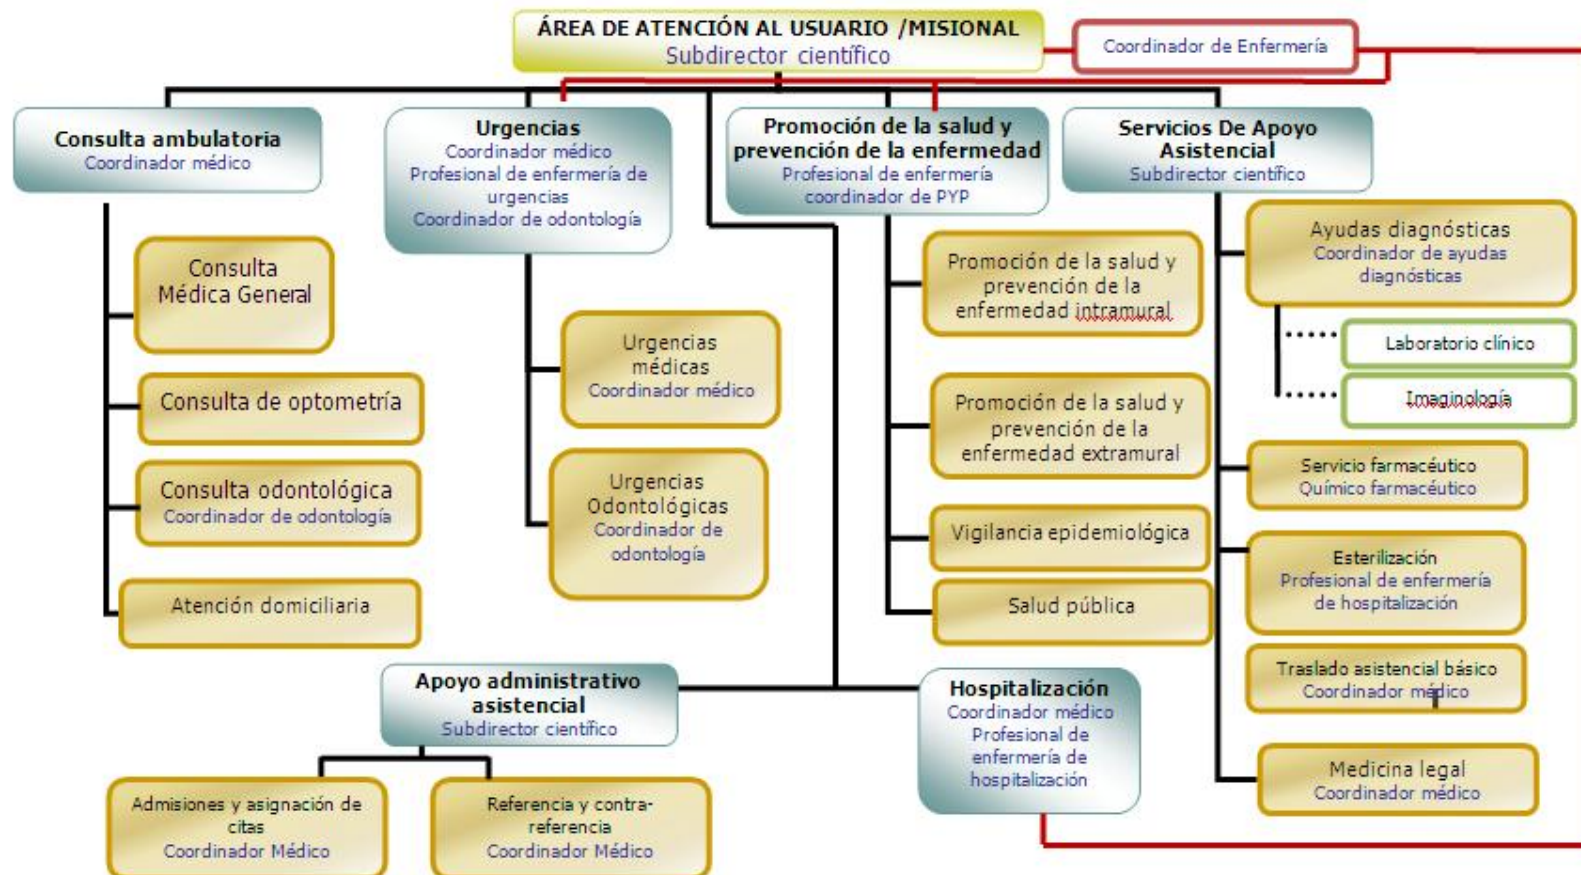 ÁREA DE ATENCIÓN AL USUARIO /MISIONAL
Subdirector científico
Coordinador de Enfermería
Consulta ambulatoria
Coordinador médico
Urgencias
Coordinador médico
Profesional de enfermería de
urgencias
Coordinador de odontología
Promoción de la salud y
prevención de la enfermedad
Profesional de enfermería
coordinador de PYP
Servicios De Apoyo
Asistencial
Subdirector científico
Consulta
Médica General
Consulta de optometría
Consulta odontológica
Coordinador de odontología
Atención domiciliaria
Urgencias
médicas
Coordinador médico
Urgencias
Odontológicas
Coordinador de
odontología
Promoción de la salud y
prevención de la
enfermedad intramural
Promoción de la salud y
prevención de la
enfermedad extramural
Vigilancia epidemiológica
Salud pública
Ayudas diagnósticas
Coordinador de ayudas
diagnósticas
Laboratorio clínico
Imaginología
Servicio farmacéutico
Químico farmacéutico
Esterilización
Profesional de enfermería
de hospitalización
Traslado asistencial básico
Coordinador médico
Medicina legal
Coordinador médico
Apoyo administrativo
asistencial
Subdirector científico
Hospitalización
Coordinador médico
Profesional de
enfermería de
hospitalización
Admisiones y asignación de
citas
Coordinador Médico
Referencia y contra-
referencia
Coordinador Médico